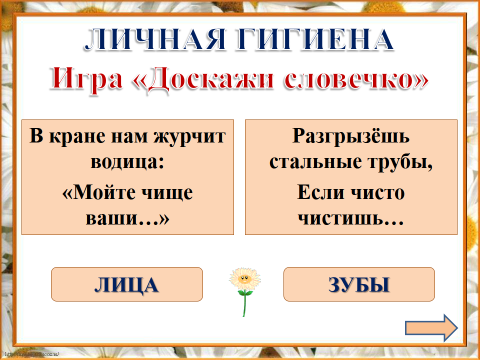 ЛИЧНАЯ ГИГИЕНА
Игра «Доскажи словечко»
В кране нам журчит
водица:
«Мойте чище
ваши…»
Разгрызёшь
стальные трубы,
Если чисто
чистишь…
ЛИЦА
ЗУБЫ